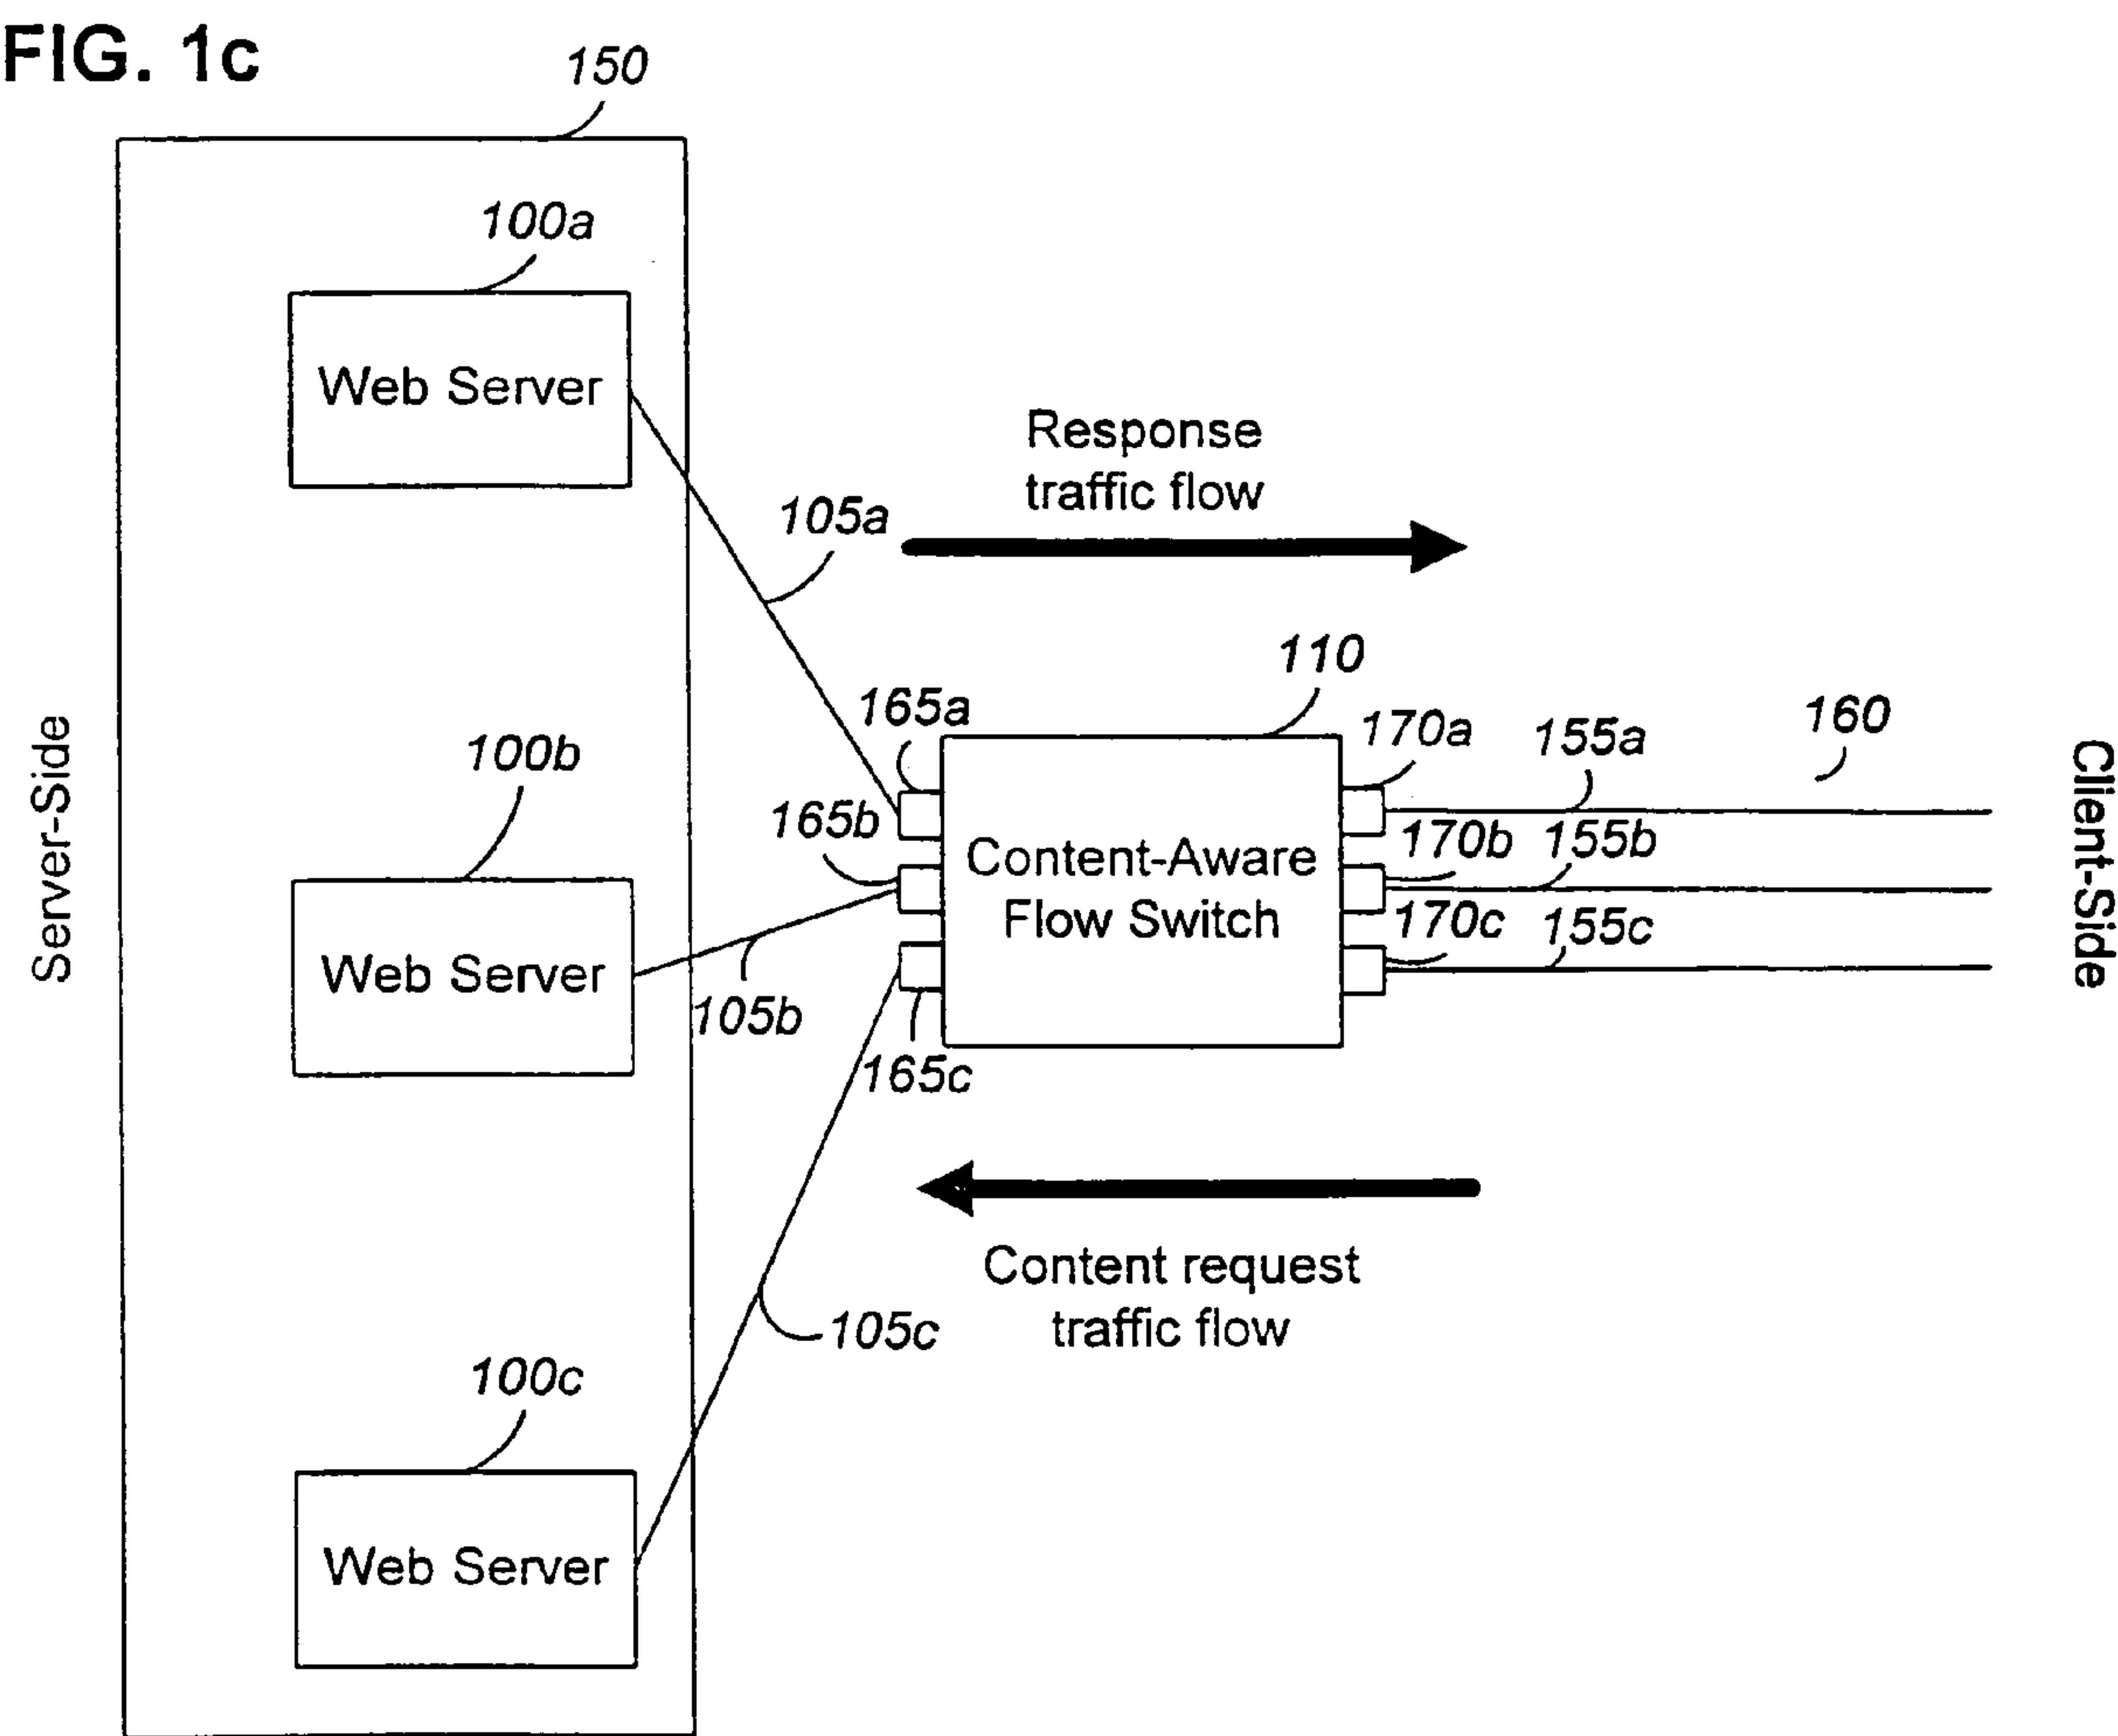 FIG. 1c
150
100a
Web Server
Response
traffic flow
105a
110
165a
170a
155a
160
100b
165b
170b
155b
Content-Aware
Flow Switch
170c
155c
Server-Side
Client-Side
Web Server
105b
165c
Content request
traffic flow
105c
100c
Web Server